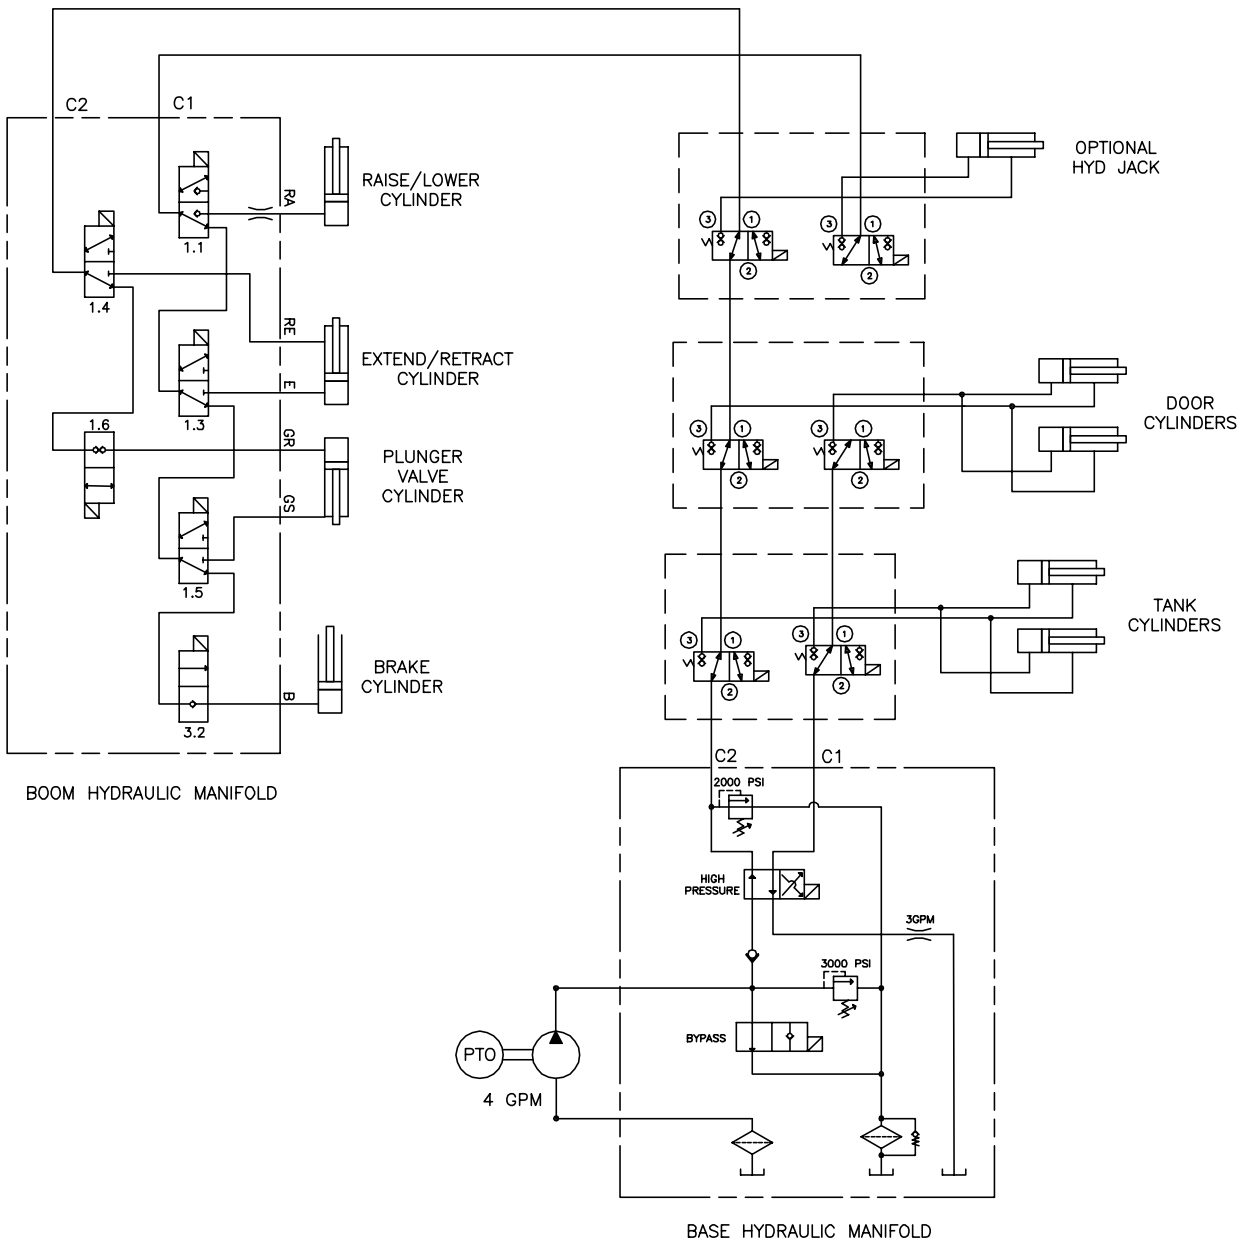 C2
C1
RA
RAISE/LOWER
CYLINDER
1.1
1.4
RE
EXTEND/RETRACT
CYLINDER
E
1.3
1.6
GR
PLUNGER
VALVE
CYLINDER
GS
1.5
BRAKE
CYLINDER
B
3.2
BOOM HYDRAULIC MANIFOLD
OPTIONAL
HYD JACK
3
1
2
3
1
2
DOOR
CYLINDERS
3
1
2
3
1
2
TANK
CYLINDERS
3
1
2
3
1
2
C2
C1
2000 PSI
HIGH
PRESSURE
3GPM
3000 PSI
BYPASS
PTO
4 GPM
BASE HYDRAULIC MANIFOLD